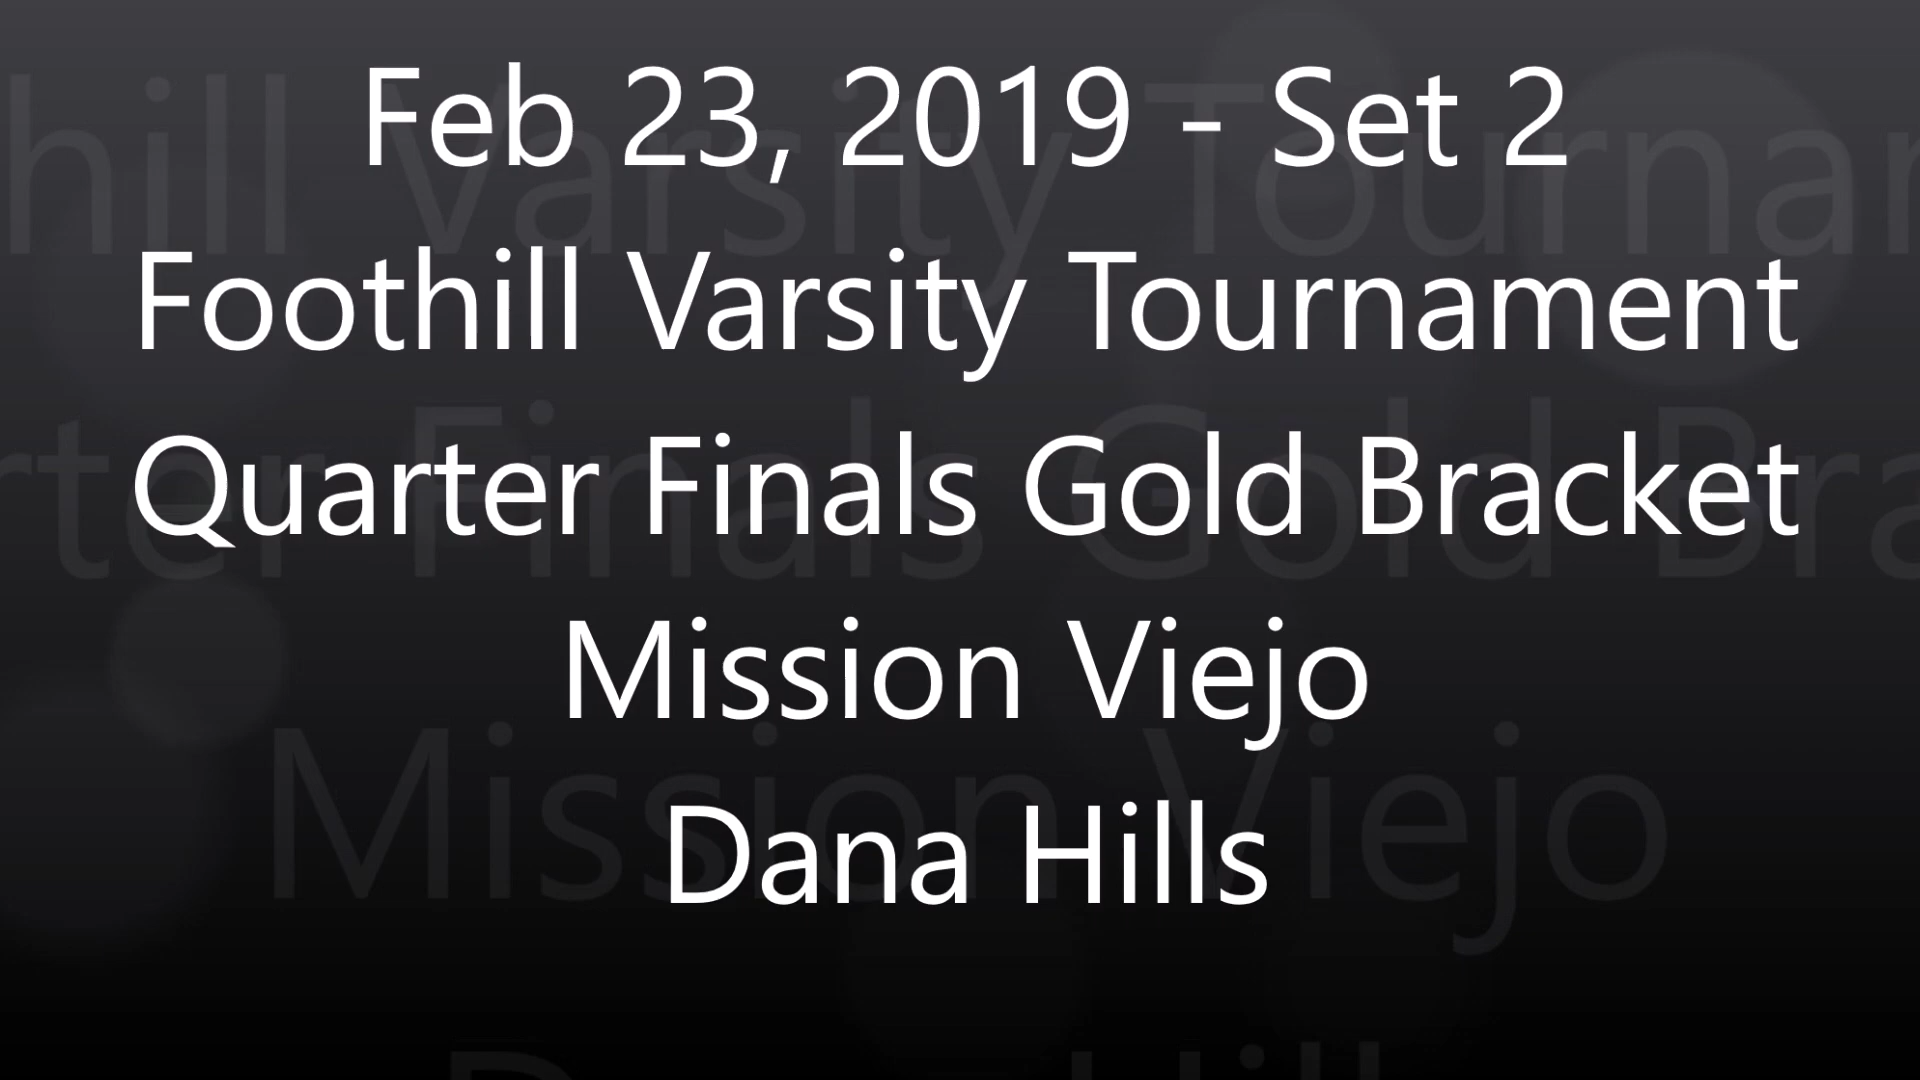 Feb 23, 2019 - Set 2
Foothill Varsity Tournament
Quarter Finals Gold Bracket
Mission Viejo
Dana Hills